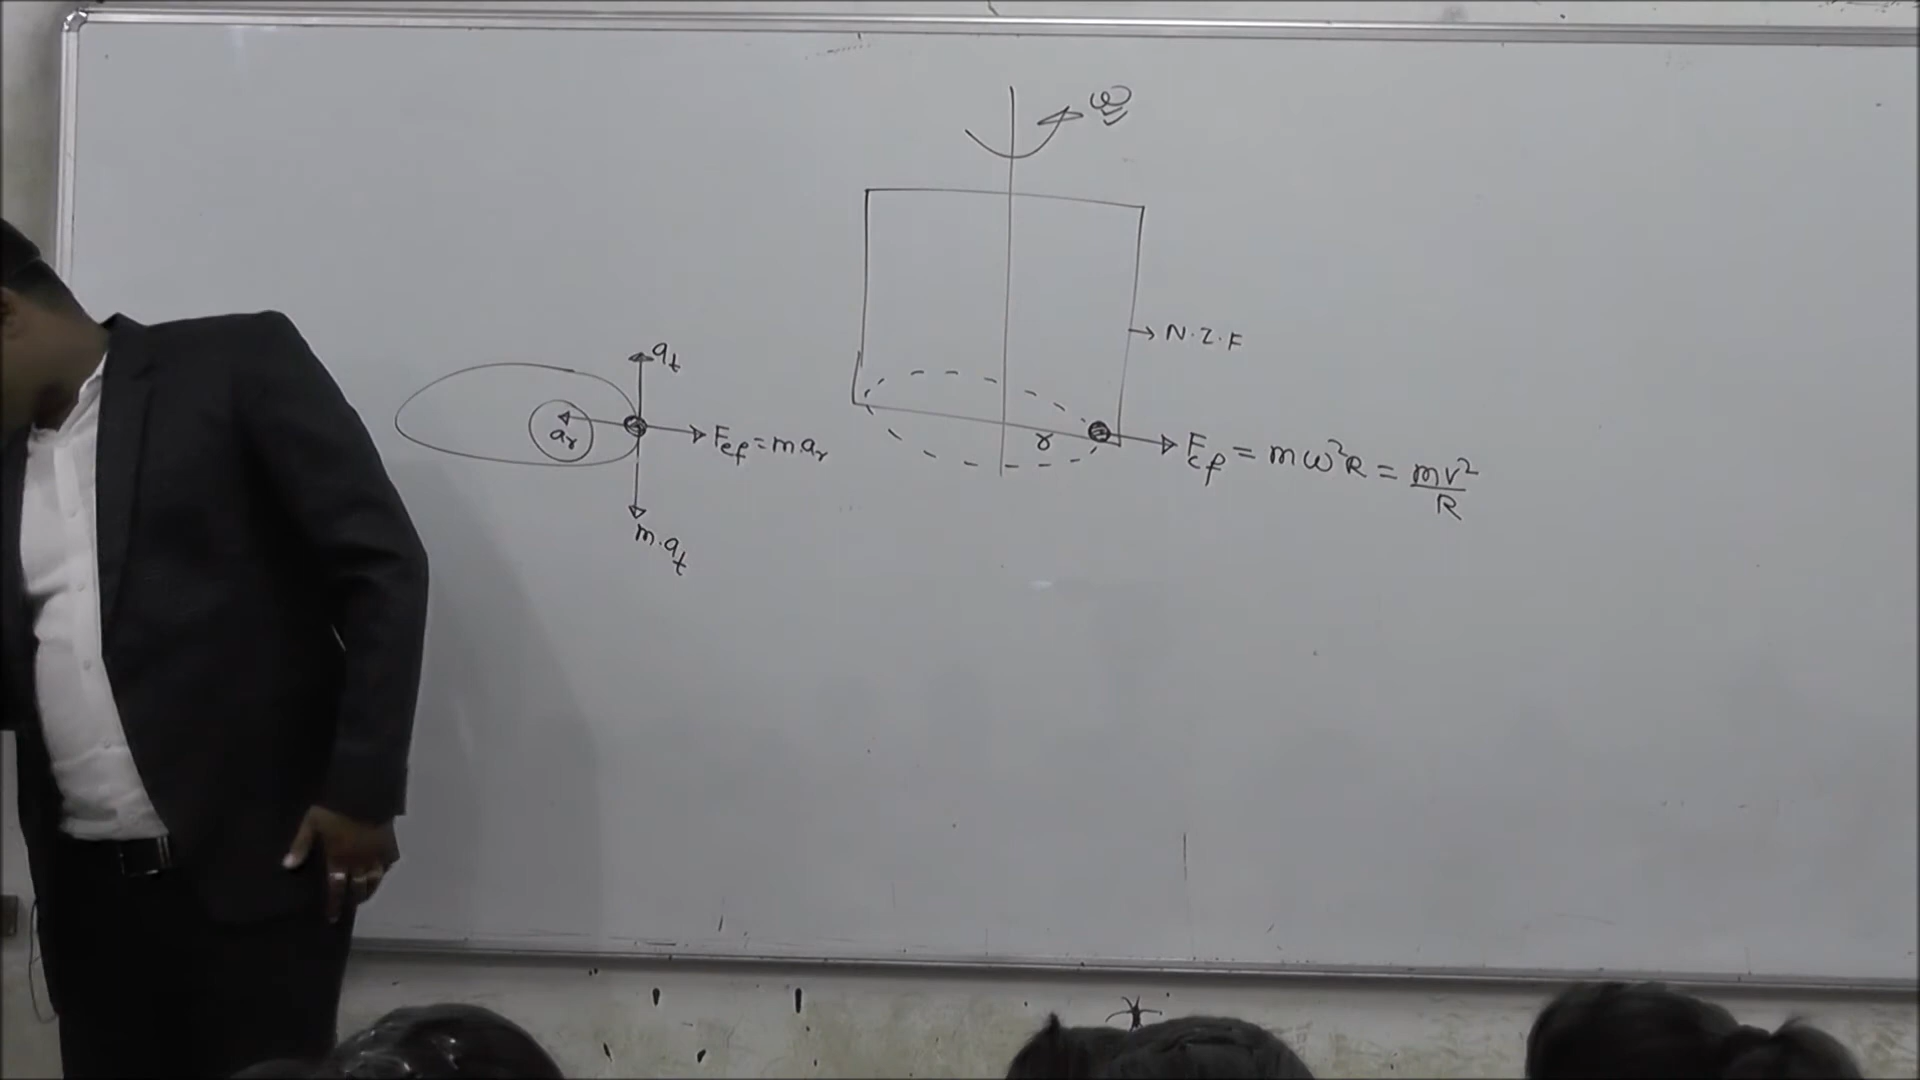 ω
→ N.I.F
a_t
a_r
F_cf = m a_r
m.a_t
r
F_cf = mω²R = mv²/R